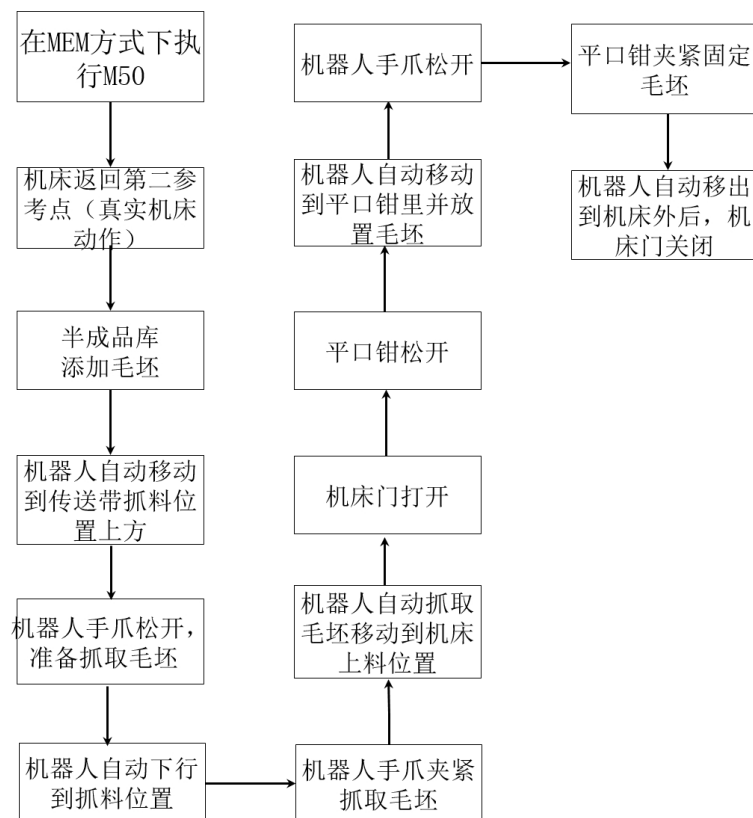 在MEM方式下执
行M50
机床返回第二参
考点（真实机床
动作）
半成品库
添加毛坯
机器人自动移动
到传送带抓料位
置上方
机器人手爪松开，
准备抓取毛坯
机器人自动下行
到抓料位置
机器人手爪夹紧
抓取毛坯
机器人自动抓取
毛坯移动到机床
上料位置
机床门打开
平口钳松开
机器人自动移动
到平口钳里并放
置毛坯
机器人手爪松开
平口钳夹紧固定
毛坯
机器人自动移出
到机床外后，机
床门关闭